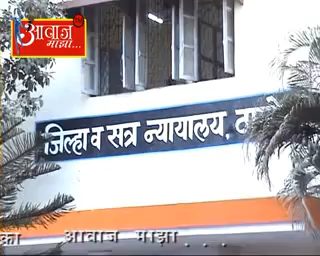 आवाज
माझा...
जिल्हा व सत्र न्यायालय,
आवाज माझा...